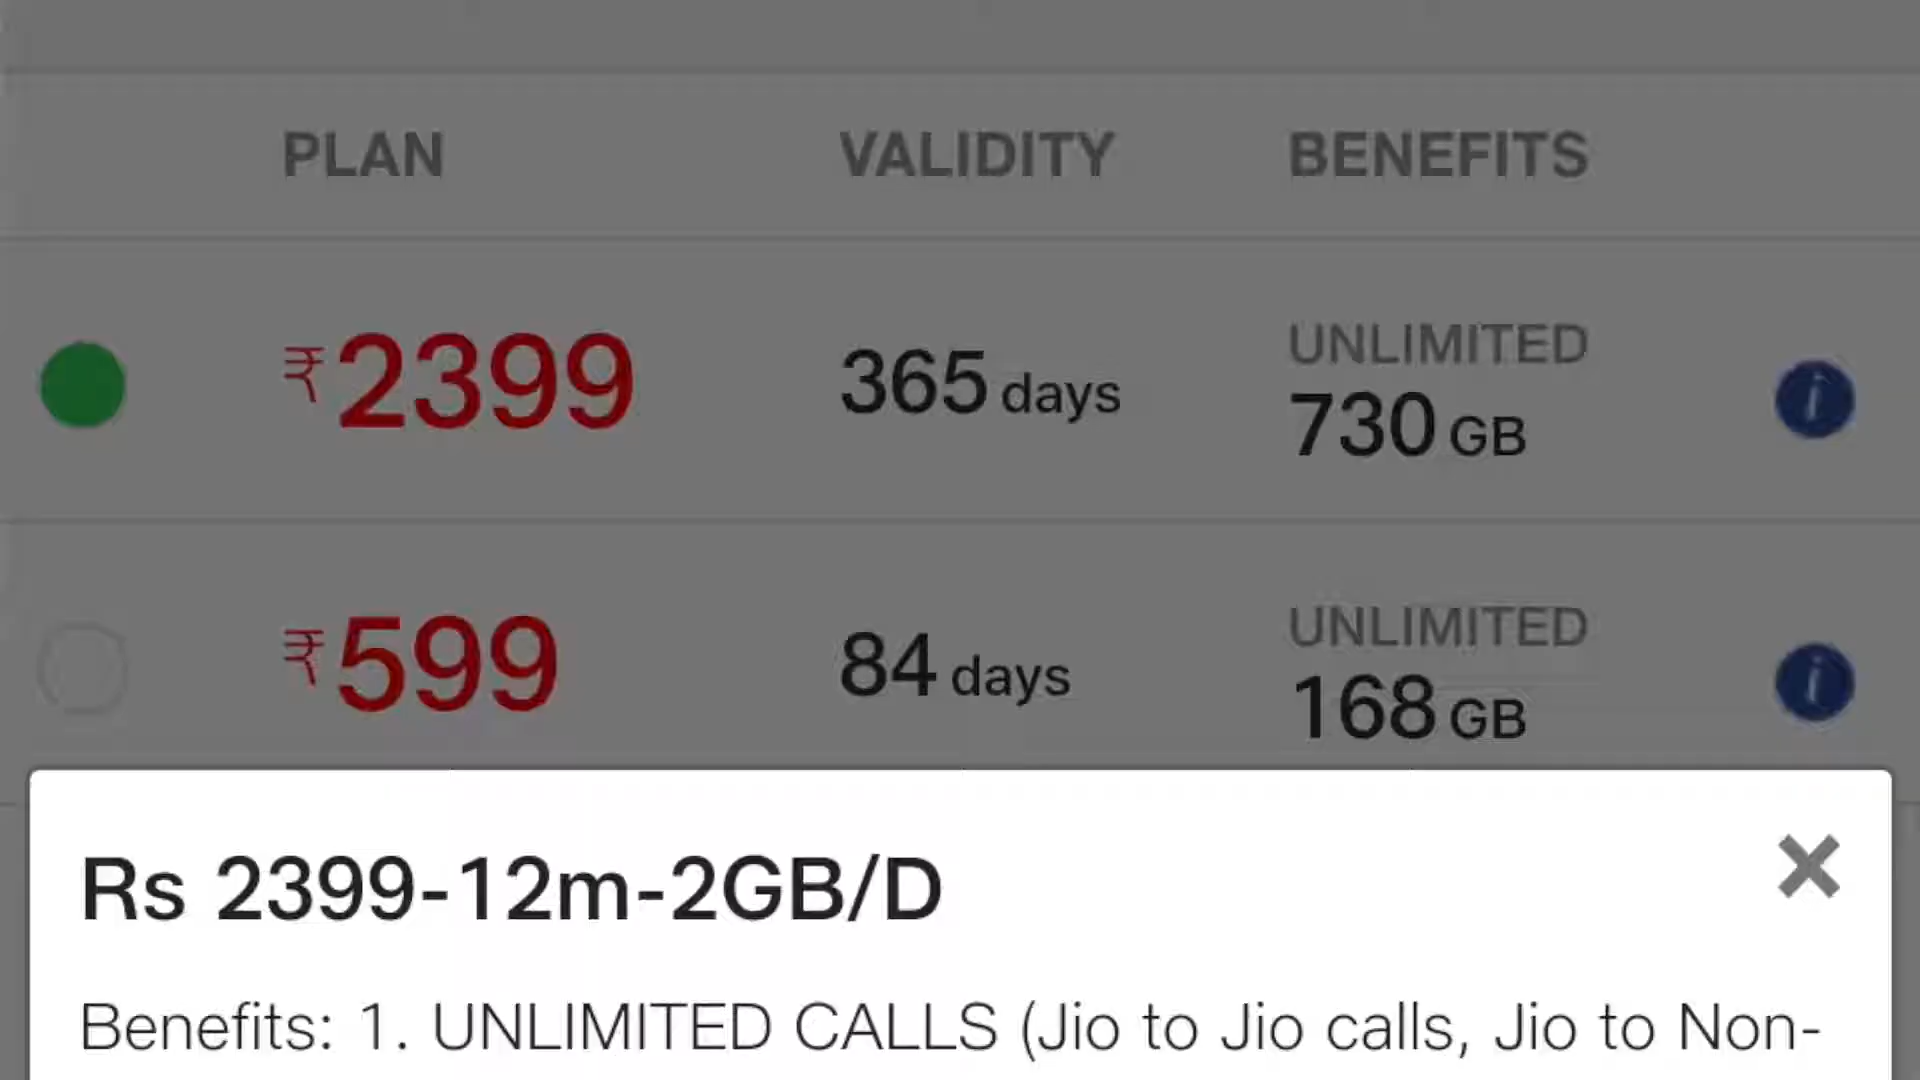 PLAN VALIDITY BENEFITS
₹2399 365 days UNLIMITED
730 GB
₹599 84 days UNLIMITED
168 GB
Rs 2399-12m-2GB/D
Benefits: 1. UNLIMITED CALLS (Jio to Jio calls, Jio to Non-